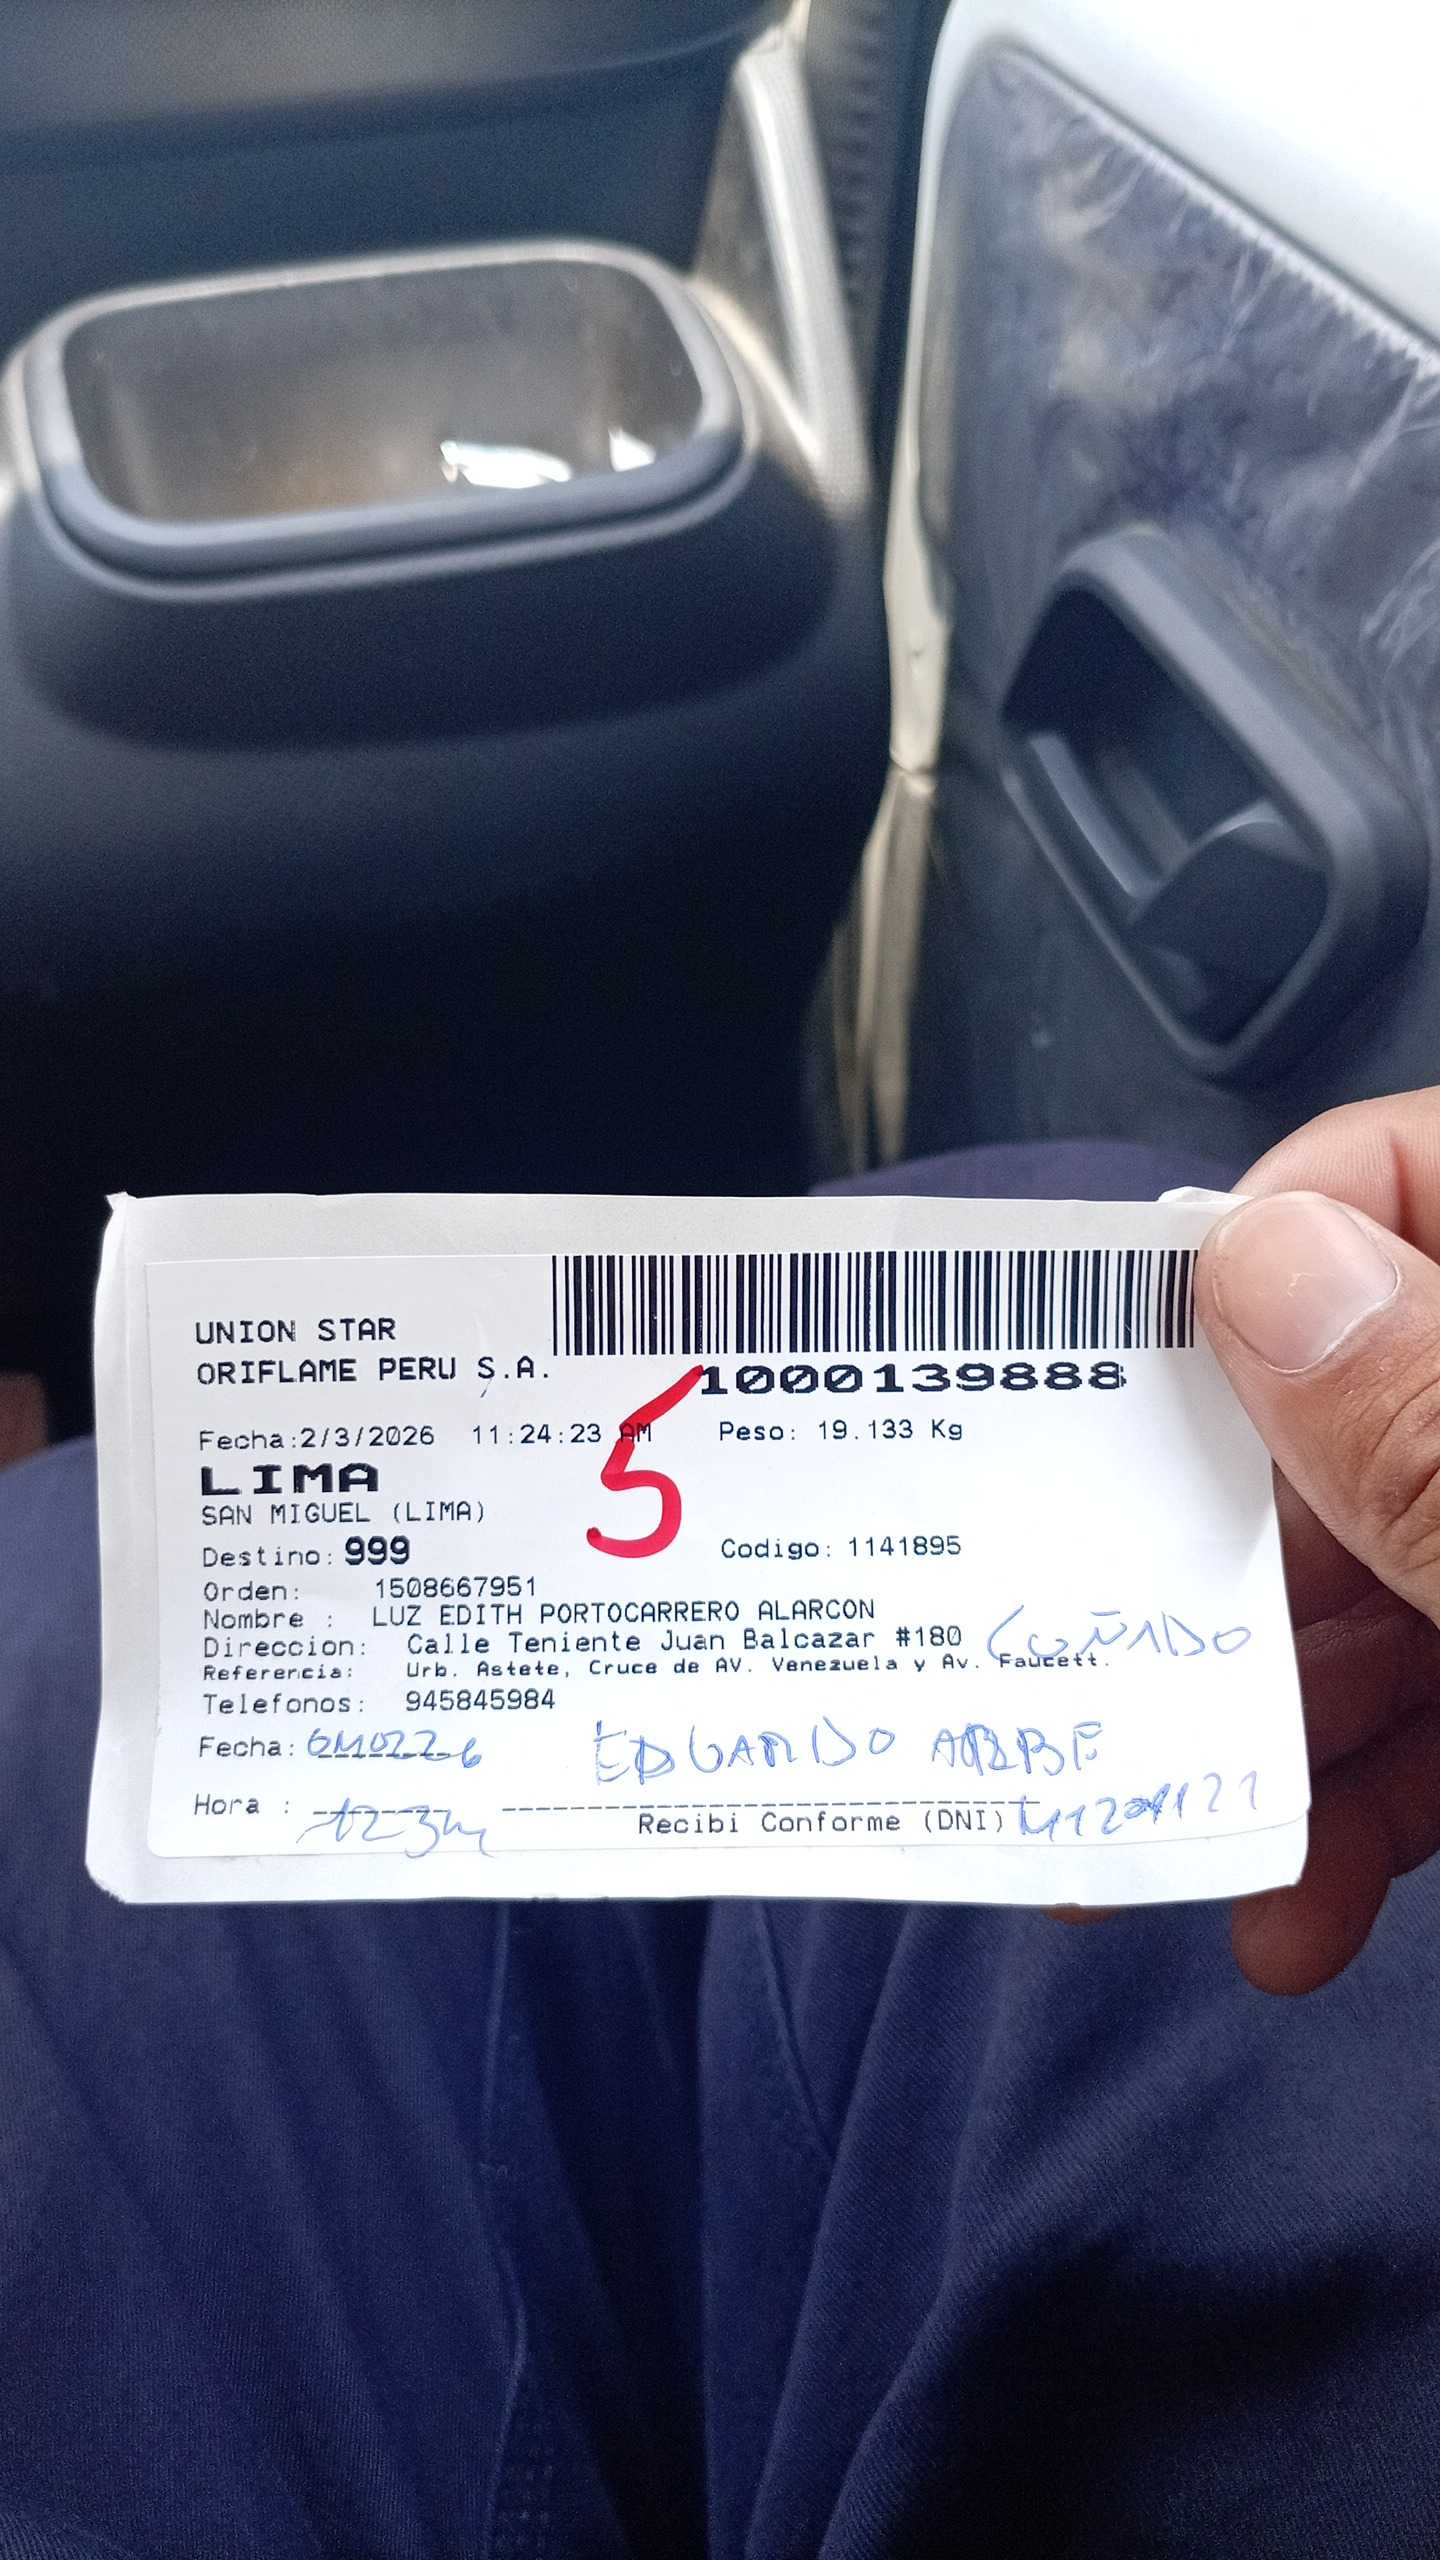 UNION STAR
ORIFLAME PERU S.A.
1000139888
Fecha:2/3/2026 11:24:23 AM Peso: 19.133 Kg
5
LIMA
SAN MIGUEL (LIMA)
Destino: 999 Codigo: 1141895
Orden: 1508667951
Nombre : LUZ EDITH PORTOCARRERO ALARCON
Direccion: Calle Teniente Juan Balcazar #180
CUÑADO
Referencia: Urb. Astete, Cruce de AV. Venezuela y Av. Faucett.
Telefonos: 945845984
Fecha: EDUARDO ARBE
Hora :
Recibi Conforme (DNI)